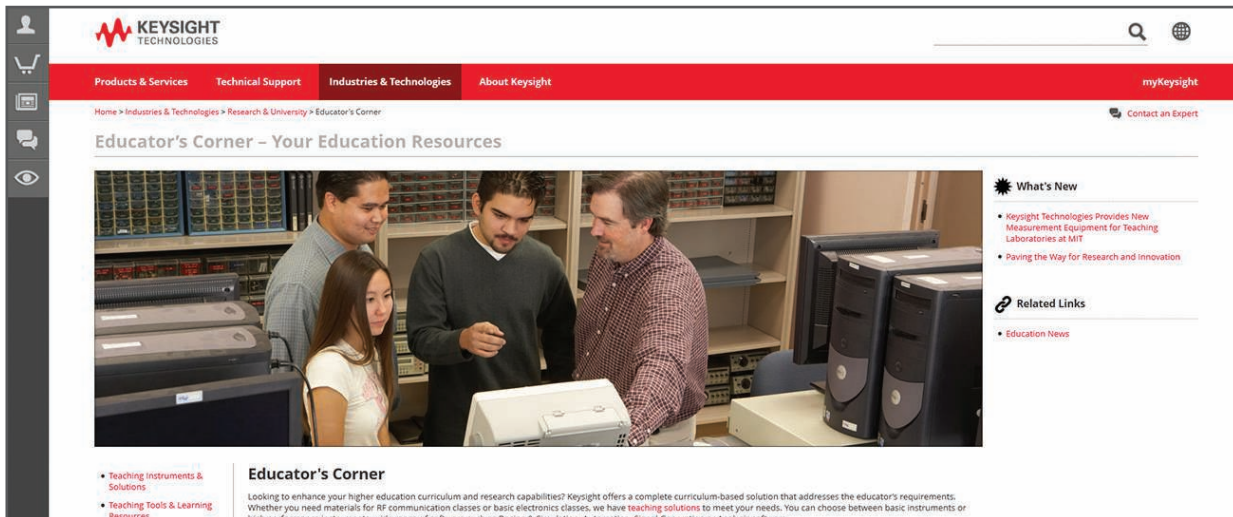 KEYSIGHT
TECHNOLOGIES
Products & Services
Technical Support
Industries & Technologies
About Keysight
myKeysight
Home > Industries & Technologies > Research & University > Educator's Corner
Contact an Expert
Educator's Corner – Your Education Resources
What's New
Keysight Technologies Provides New
Measurement Equipment for Teaching
Laboratories at MIT
Paving the Way for Research and Innovation
Related Links
Education News
Teaching Instruments &
Solutions
Teaching Tools & Learning
Resources
Educator's Corner
Looking to enhance your higher education curriculum and research capabilities? Keysight offers a complete curriculum-based solution that addresses the educator's requirements.
Whether you need materials for RF communication classes or basic electronics classes, we have teaching solutions to meet your needs. You can choose between basic instruments or